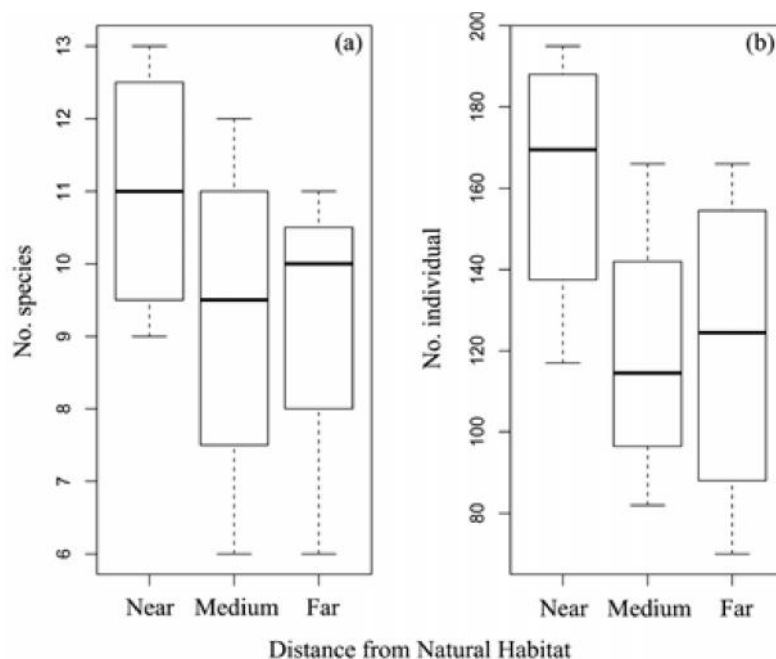 (a)
No. species
13
12
11
10
9
8
7
6
Near Medium Far
(b)
No. individual
200
180
160
140
120
100
80
Near Medium Far
Distance from Natural Habitat